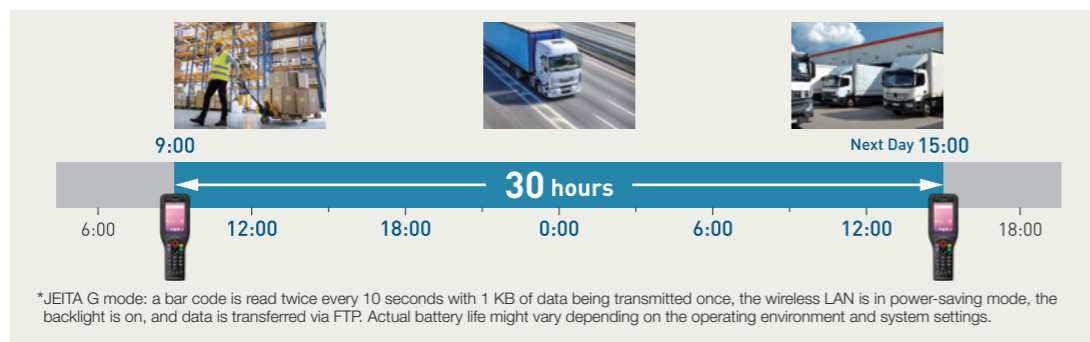 9:00
Next Day 15:00
30 hours
6:00
12:00
18:00
0:00
6:00
12:00
18:00
*JEITA G mode: a bar code is read twice every 10 seconds with 1 KB of data being transmitted once, the wireless LAN is in power-saving mode, the
backlight is on, and data is transferred via FTP. Actual battery life might vary depending on the operating environment and system settings.